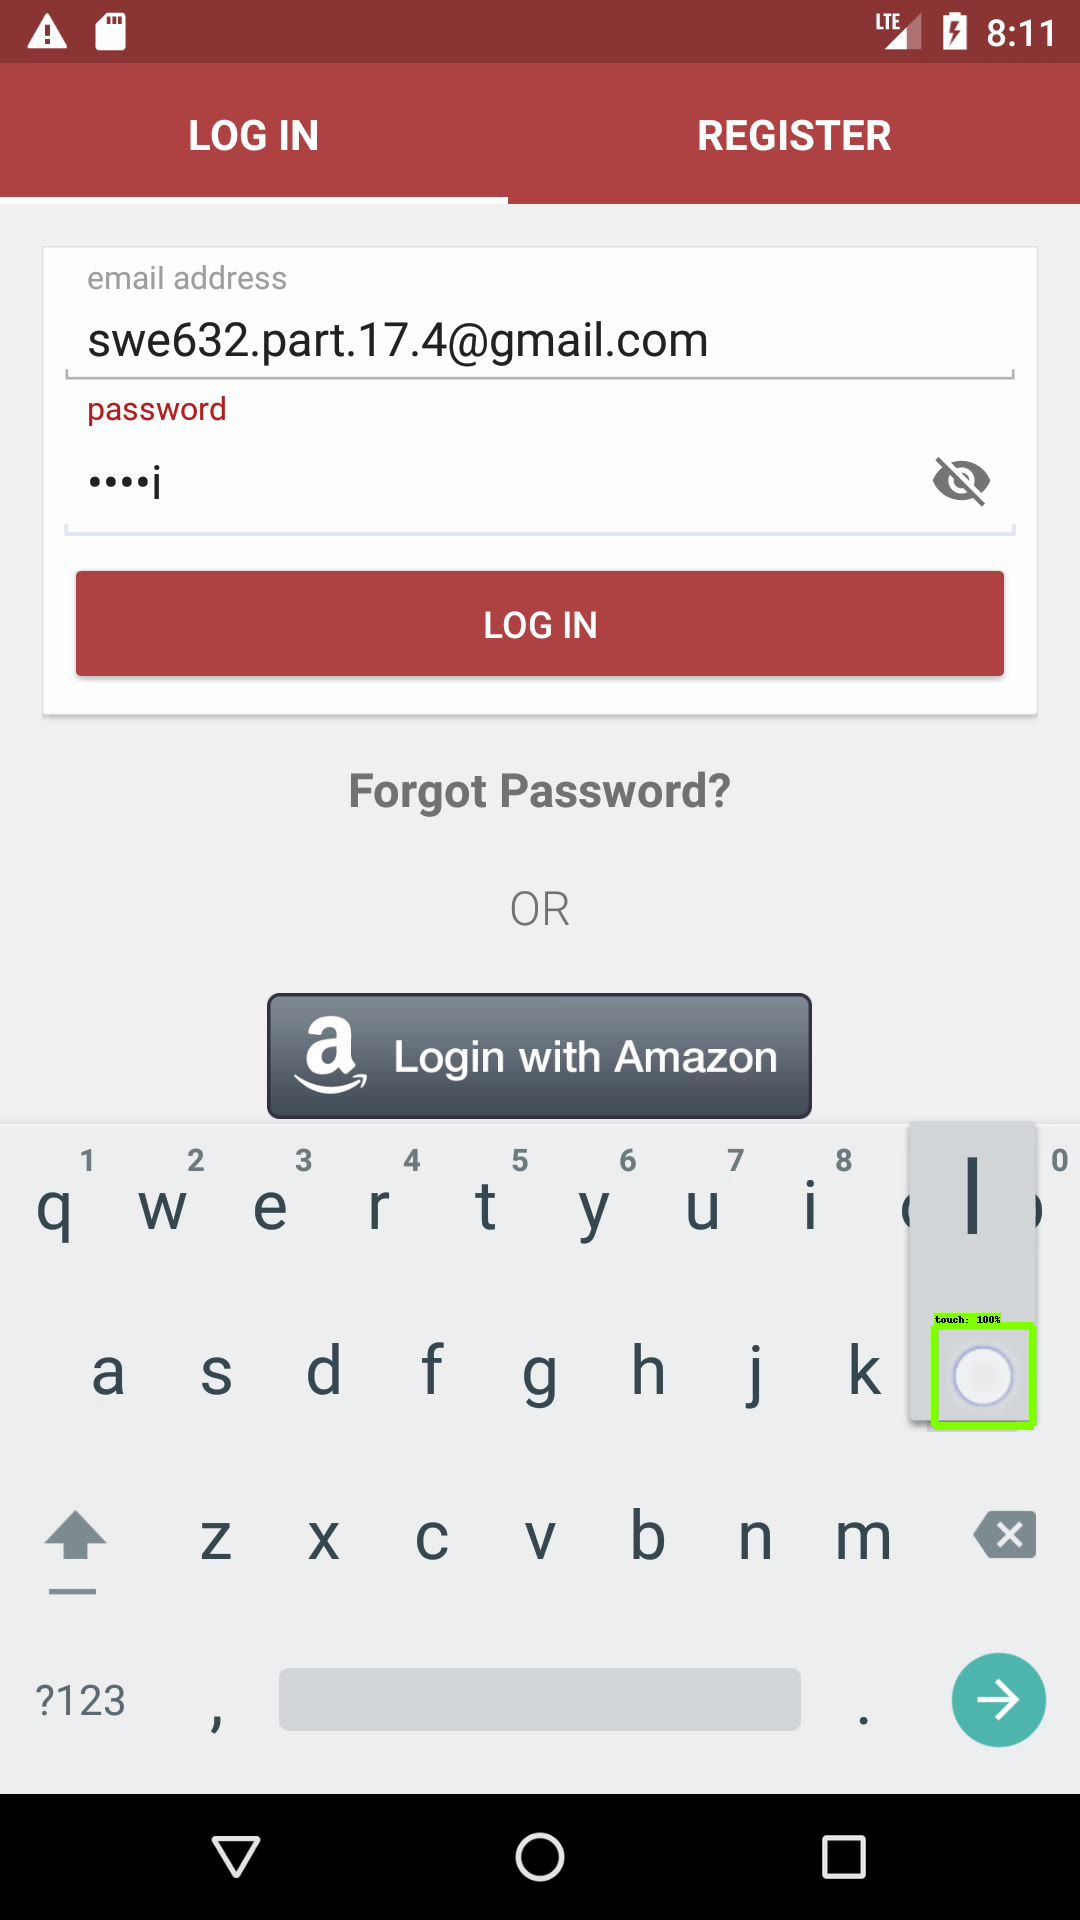 LTE 8:11
LOG IN REGISTER
email address
swe632.part.17.4@gmail.com
password
••••i
LOG IN
Forgot Password?
OR
a Login with Amazon
1 2 3 4 5 6 7 8 0
q w e r t y u i l
touch: 100%
a s d f g h j k
z x c v b n m
?123 , .